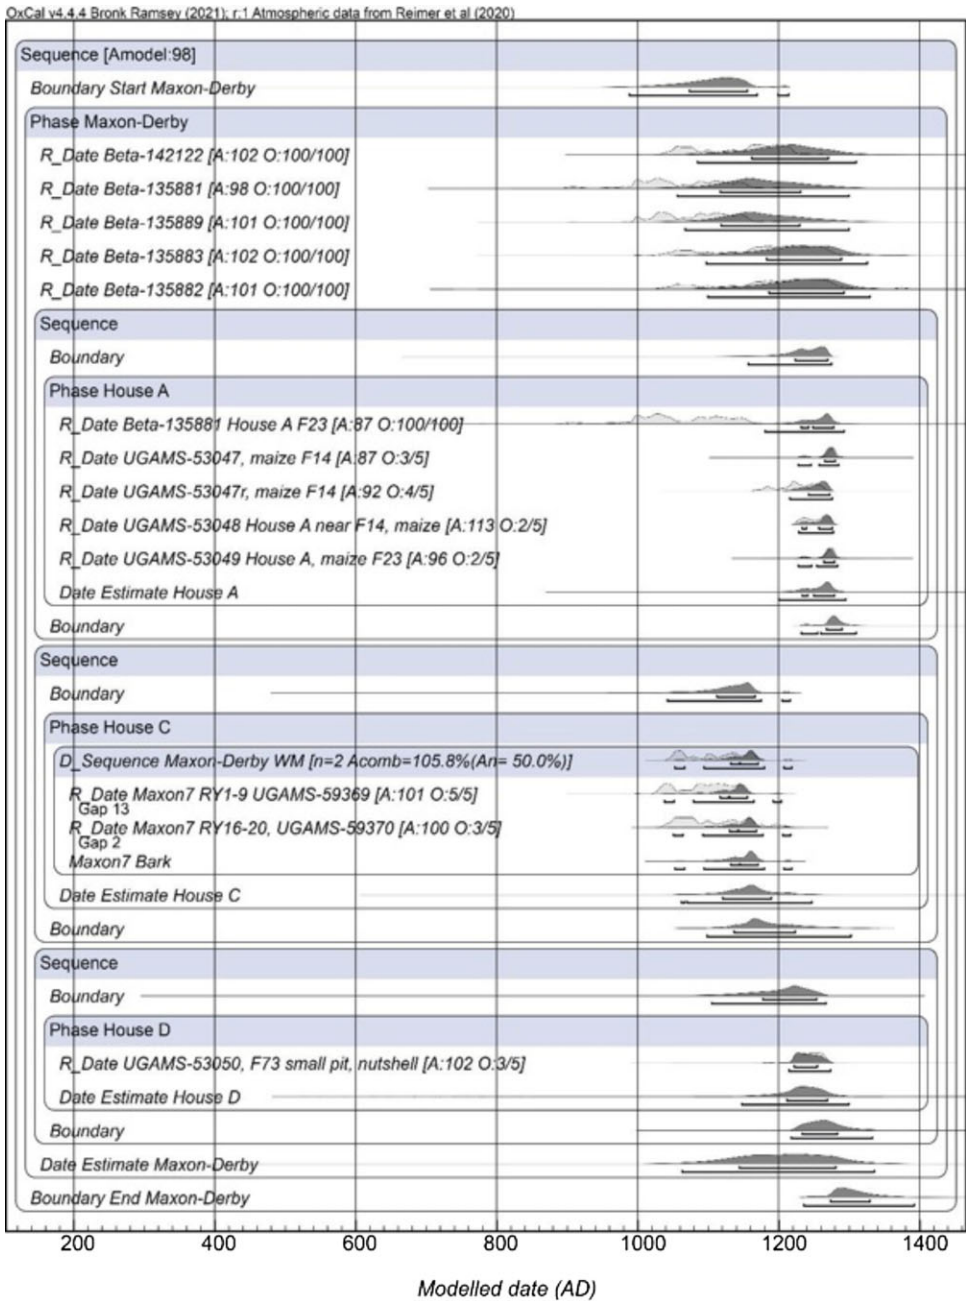 OxCal v4.4.4 Bronk Ramsey (2021); r:1 Atmospheric data from Reimer et al (2020)
Sequence [Amodel:98]
Boundary Start Maxon-Derby
Phase Maxon-Derby
R_Date Beta-142122 [A:102 O:100/100]
R_Date Beta-135881 [A:98 O:100/100]
R_Date Beta-135889 [A:101 O:100/100]
R_Date Beta-135883 [A:102 O:100/100]
R_Date Beta-135882 [A:101 O:100/100]
Sequence
Boundary
Phase House A
R_Date Beta-135881 House A F23 [A:87 O:100/100]
R_Date UGAMS-53047, maize F14 [A:87 O:3/5]
R_Date UGAMS-53047r, maize F14 [A:92 O:4/5]
R_Date UGAMS-53048 House A near F14, maize [A:113 O:2/5]
R_Date UGAMS-53049 House A, maize F23 [A:96 O:2/5]
Date Estimate House A
Boundary
Sequence
Boundary
Phase House C
D_Sequence Maxon-Derby WM [n=2 Acomb=105.8%(An= 50.0%)]
R_Date Maxon7 RY1-9 UGAMS-59369 [A:101 O:5/5]
Gap 13
R_Date Maxon7 RY16-20, UGAMS-59370 [A:100 O:3/5]
Gap 2
Maxon7 Bark
Date Estimate House C
Boundary
Sequence
Boundary
Phase House D
R_Date UGAMS-53050, F73 small pit, nutshell [A:102 O:3/5]
Date Estimate House D
Boundary
Date Estimate Maxon-Derby
Boundary End Maxon-Derby
200 400 600 800 1000 1200 1400
Modelled date (AD)